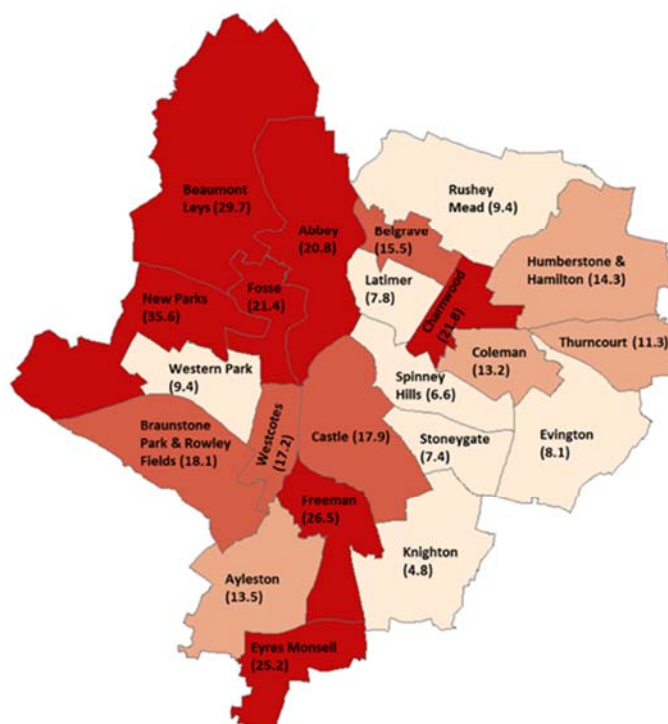 Beaumont
Leys (29.7)
Abbey
(20.8)
Rushey
Mead (9.4)
Belgrave
(15.5)
Humberstone &
Hamilton (14.3)
Latimer
(7.8)
Charnwood
(21.8)
Fosse
(21.4)
New Parks
(35.6)
Thurncourt (11.3)
Coleman
(13.2)
Western Park
(9.4)
Spinney
Hills (6.6)
Braunstone
Park & Rowley
Fields (18.1)
Westcotes
(17.2)
Castle (17.9)
Stoneygate
(7.4)
Evington
(8.1)
Freeman
(26.5)
Knighton
(4.8)
Ayleston
(13.5)
Eyres Monsell
(25.2)